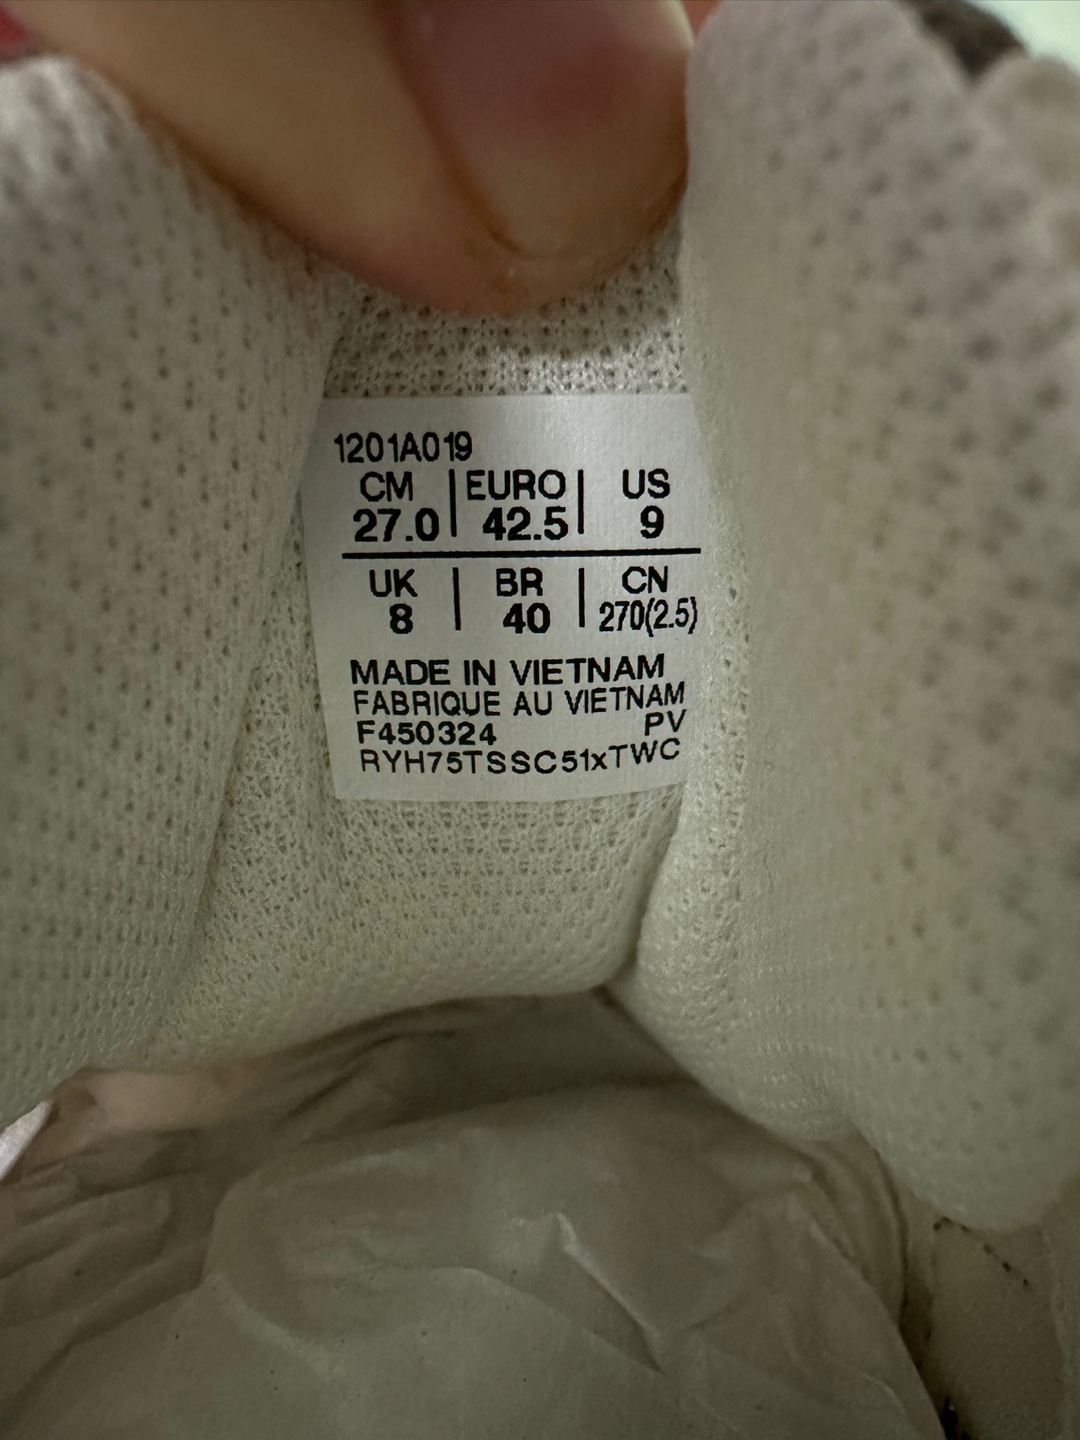 1201A019
CM | EURO | US
27.0 | 42.5 | 9
UK | BR | CN
8 | 40 | 270(2.5)
MADE IN VIETNAM
FABRIQUE AU VIETNAM
F450324 PV
RYH75TSSC51xTWC